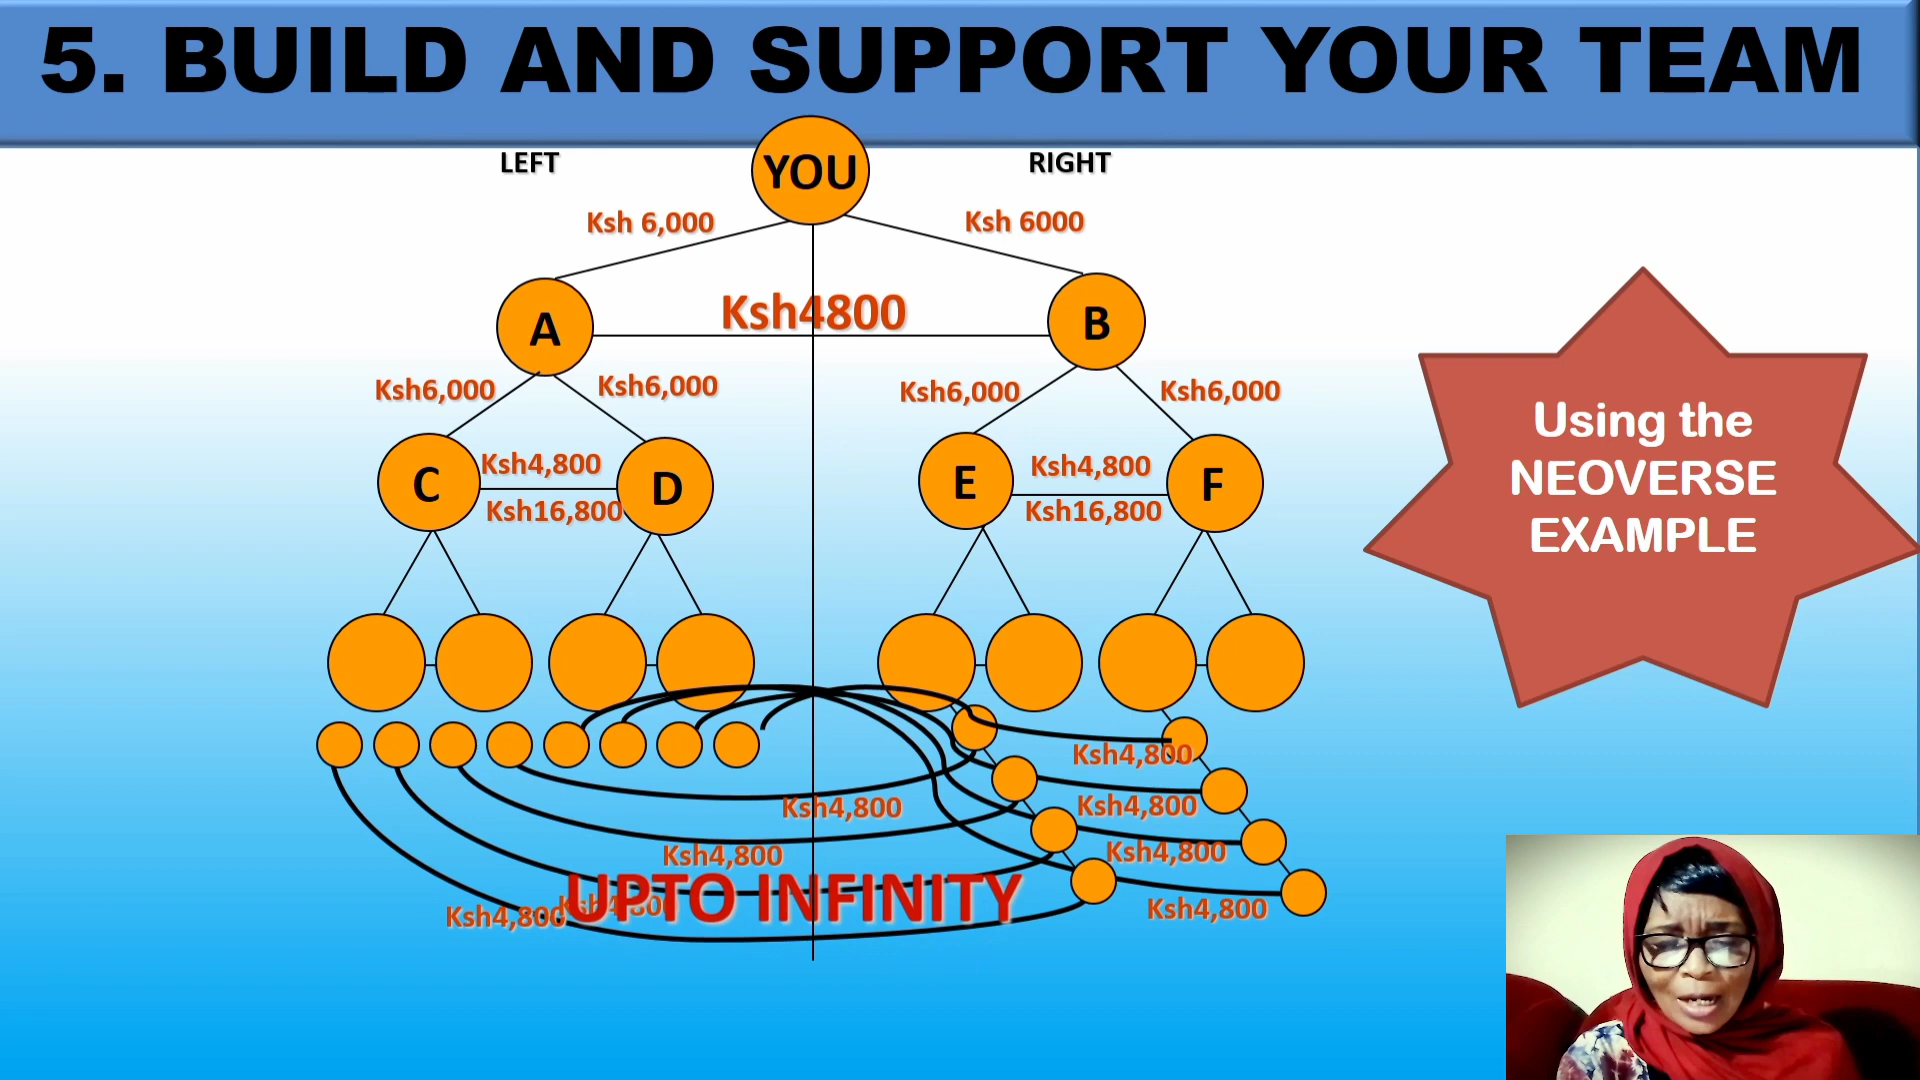 5. BUILD AND SUPPORT YOUR TEAM
LEFT
YOU
RIGHT
Ksh 6,000
Ksh 6000
A
Ksh4800
B
Ksh6,000
Ksh6,000
Ksh6,000
Ksh6,000
C
Ksh4,800
Ksh16,800
D
E
Ksh4,800
Ksh16,800
F
Using the
NEOVERSE
EXAMPLE
Ksh4,800
Ksh4,800
Ksh4,800
Ksh4,800
Ksh4,800
Ksh4,800
Ksh4,800
Ksh4,800
UPTO INFINITY